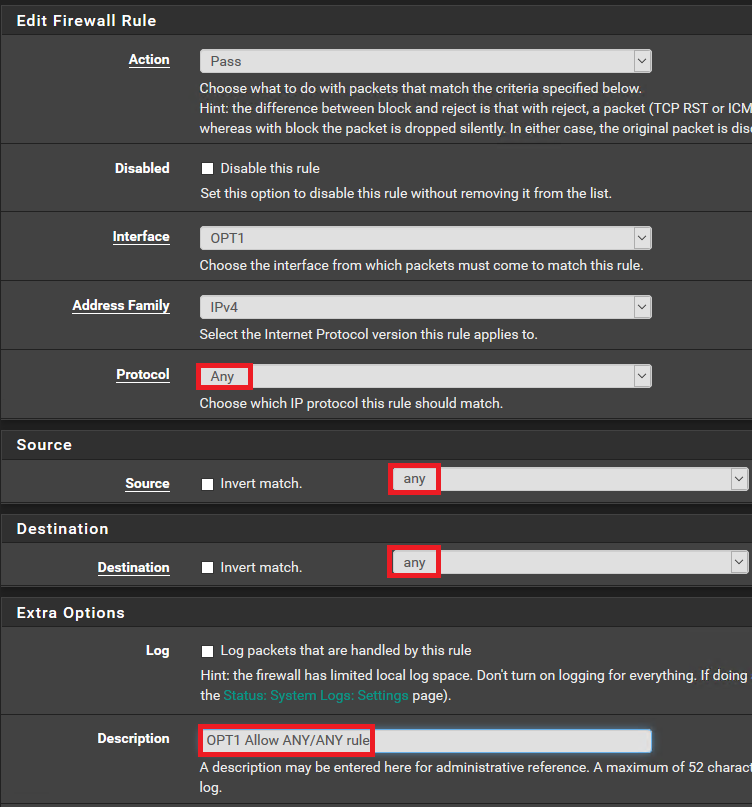 Edit Firewall Rule
Action
Pass
Choose what to do with packets that match the criteria specified below.
Hint: the difference between block and reject is that with reject, a packet (TCP RST or ICM
whereas with block the packet is dropped silently. In either case, the original packet is dis
Disabled
Disable this rule
Set this option to disable this rule without removing it from the list.
Interface
OPT1
Choose the interface from which packets must come to match this rule.
Address Family
IPv4
Select the Internet Protocol version this rule applies to.
Protocol
Any
Choose which IP protocol this rule should match.
Source
Source
Invert match.
any
Destination
Destination
Invert match.
any
Extra Options
Log
Log packets that are handled by this rule
Hint: the firewall has limited local log space. Don't turn on logging for everything. If doing
the Status: System Logs: Settings page).
Description
OPT1 Allow ANY/ANY rule
A description may be entered here for administrative reference. A maximum of 52 charact
log.